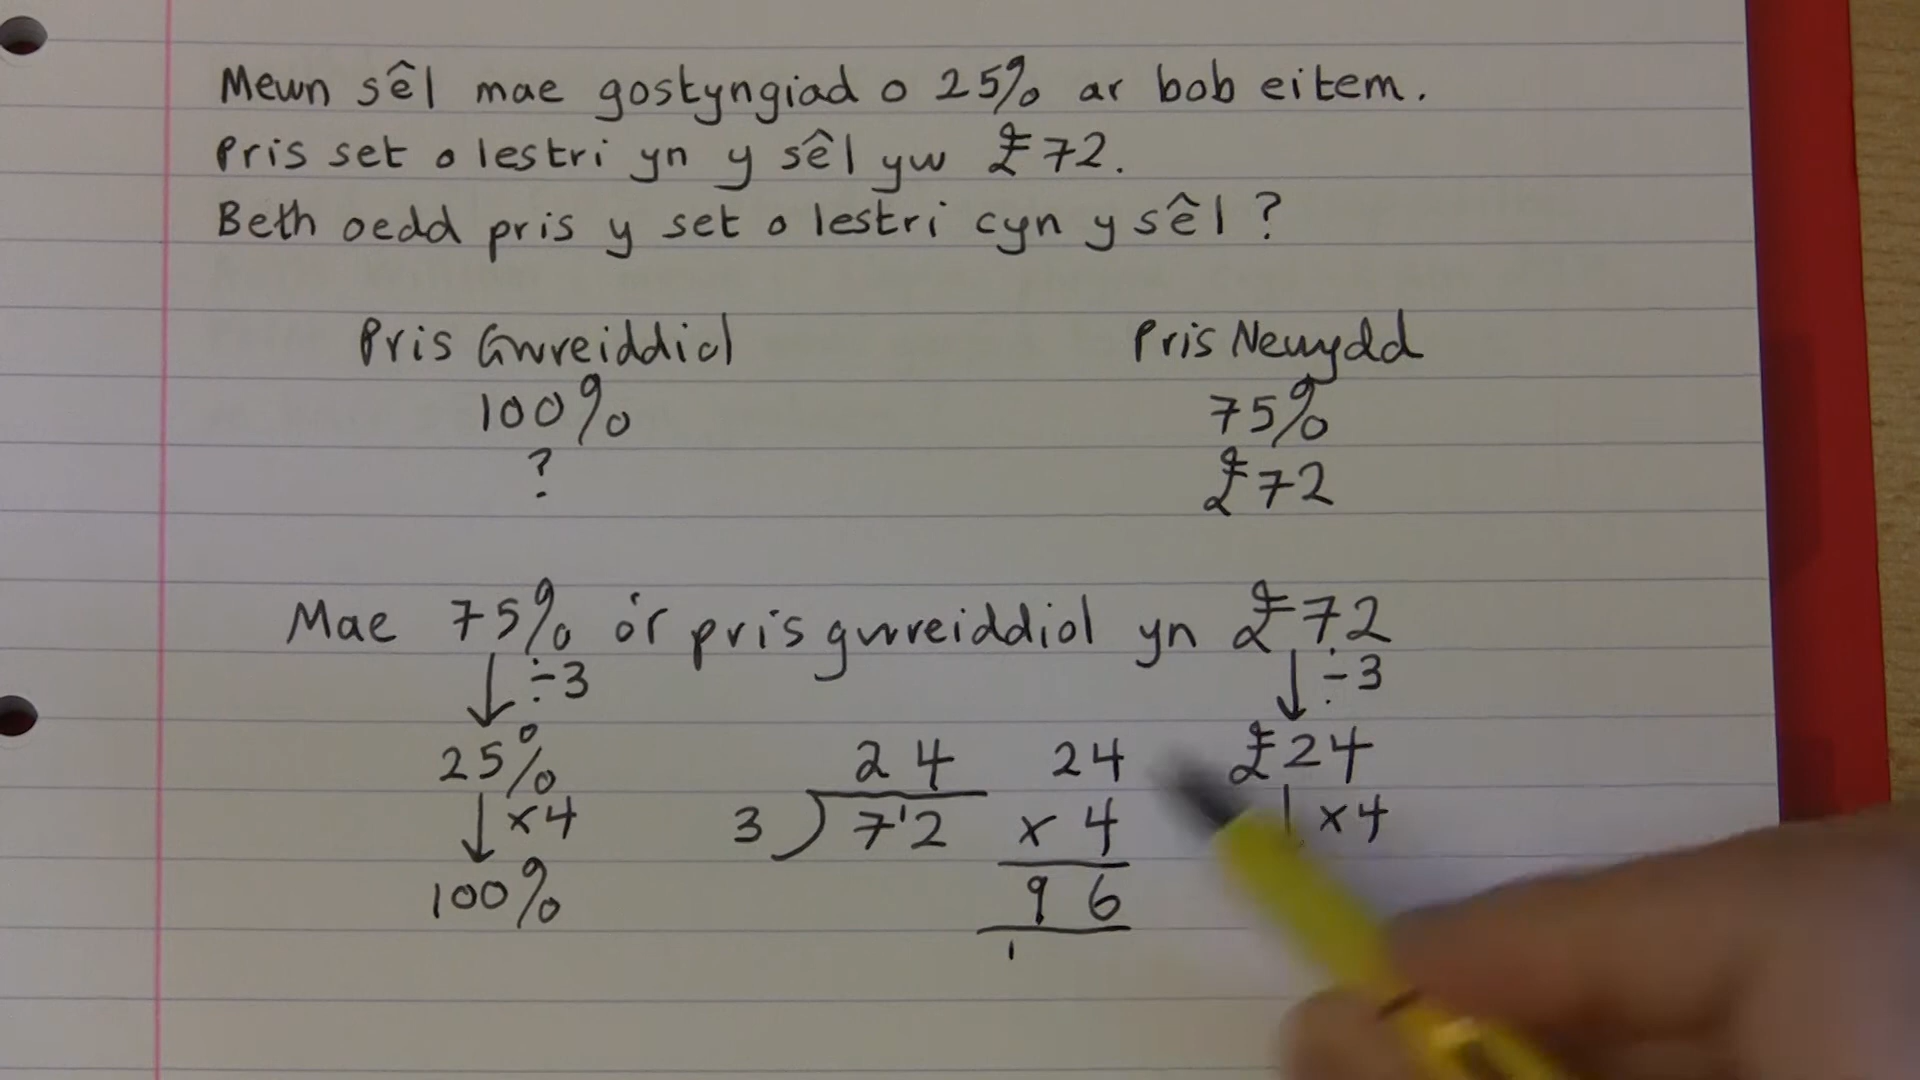 Mewn sêl mae gostyngiad o 25% ar bob eitem.
Pris set o lestri yn y sêl yw £72.
Beth oedd pris y set o lestri cyn y sêl?
Pris Gwreiddiol Pris Newydd
100% 75%
? £72
Mae 75% o'r pris gwreiddiol yn £72
÷3 ÷3
25% 24 24 £24
×4 3 7¹2 × 4 ×4
100% 96
1